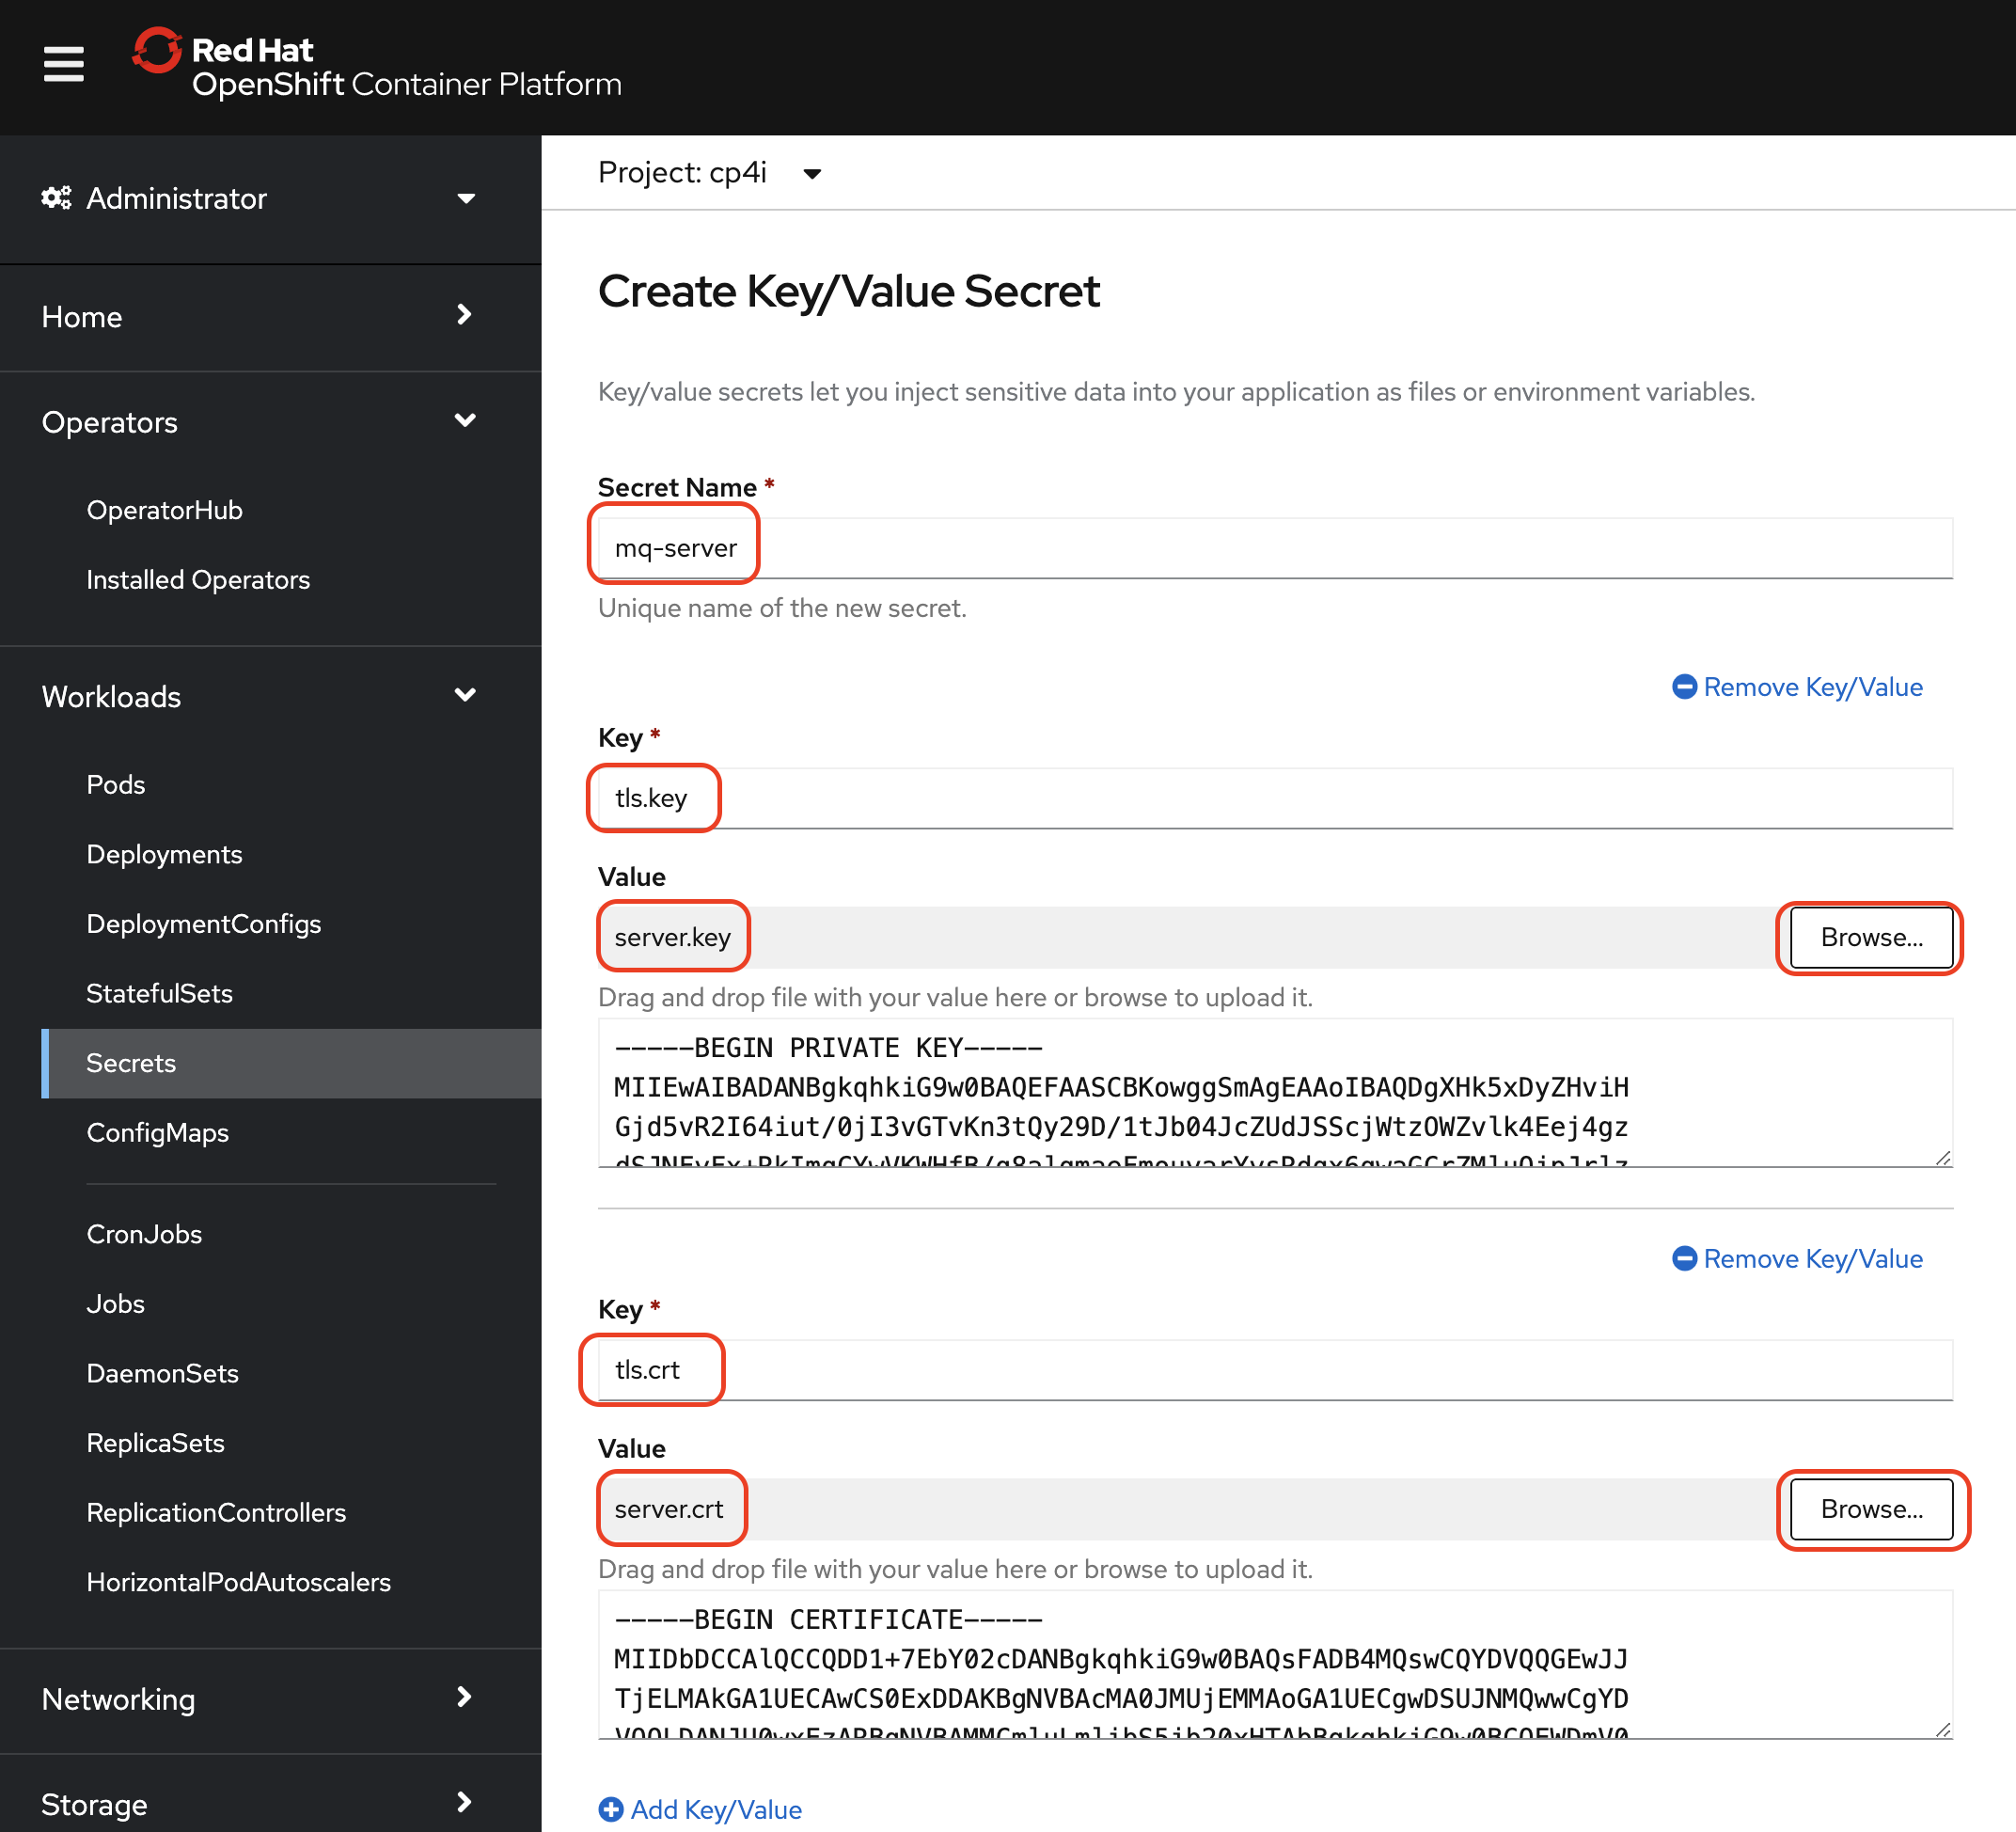 Red Hat
OpenShift Container Platform
Administrator
Home
Operators
OperatorHub
Installed Operators
Workloads
Pods
Deployments
DeploymentConfigs
StatefulSets
Secrets
ConfigMaps
CronJobs
Jobs
DaemonSets
ReplicaSets
ReplicationControllers
HorizontalPodAutoscalers
Networking
Storage
Project: cp4i
Create Key/Value Secret
Key/value secrets let you inject sensitive data into your application as files or environment variables.
Secret Name *
mq-server
Unique name of the new secret.
Remove Key/Value
Key *
tls.key
Value
server.key
Browse...
Drag and drop file with your value here or browse to upload it.
-----BEGIN PRIVATE KEY-----
MIIEwAIBADANBgkqhkiG9w0BAQEFAASCBKowggSmAgEAAoIBAQDgXHk5xDyZHviH
Gjd5vR2I64iut/0jI3vGTvKn3tQy29D/1tJb04JcZUdJSScjWtzOWZvlk4Eej4gz
Remove Key/Value
Key *
tls.crt
Value
server.crt
Browse...
Drag and drop file with your value here or browse to upload it.
-----BEGIN CERTIFICATE-----
MIIDbDCCAlQCCQDD1+7EbY02cDANBgkqhkiG9w0BAQsFADB4MQswCQYDVQQGEwJJ
TjELMAkGA1UECAwCS0ExDDAKBgNVBAcMA0JMUjEMMAoGA1UECgwDSUJNMQwwCgYD
Add Key/Value